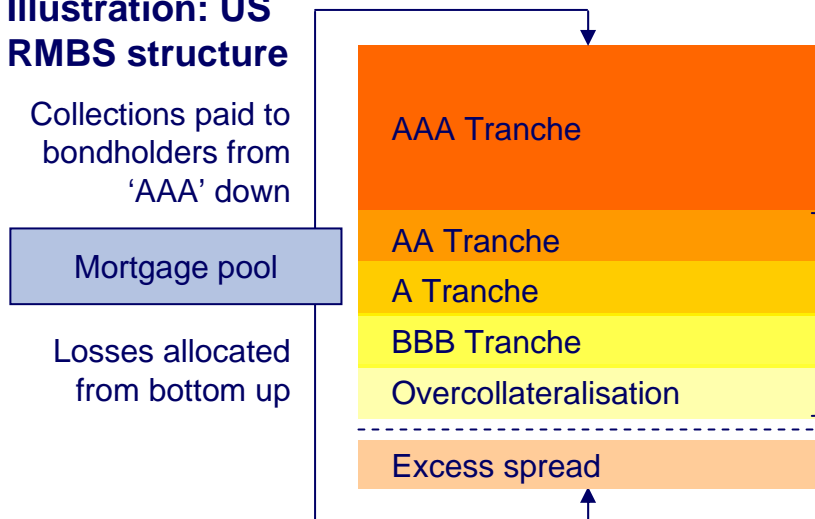 Illustration: US
RMBS structure
Collections paid to
bondholders from
‘AAA’ down
Mortgage pool
Losses allocated
from bottom up
AAA Tranche
AA Tranche
A Tranche
BBB Tranche
Overcollateralisation
Excess spread